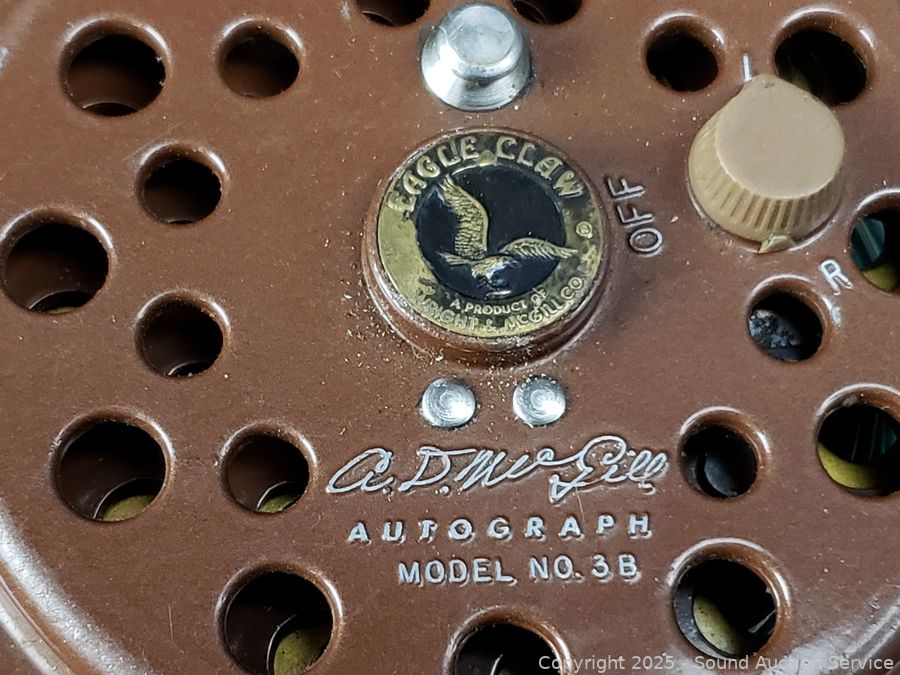 L
EAGLE CLAW
®
OFF
A PRODUCT OF
WRIGHT & McGILL CO.
R
A. D. McGill
AUTOGRAPH
MODEL NO. 3B
Copyright 2025 - Sound Auction Service